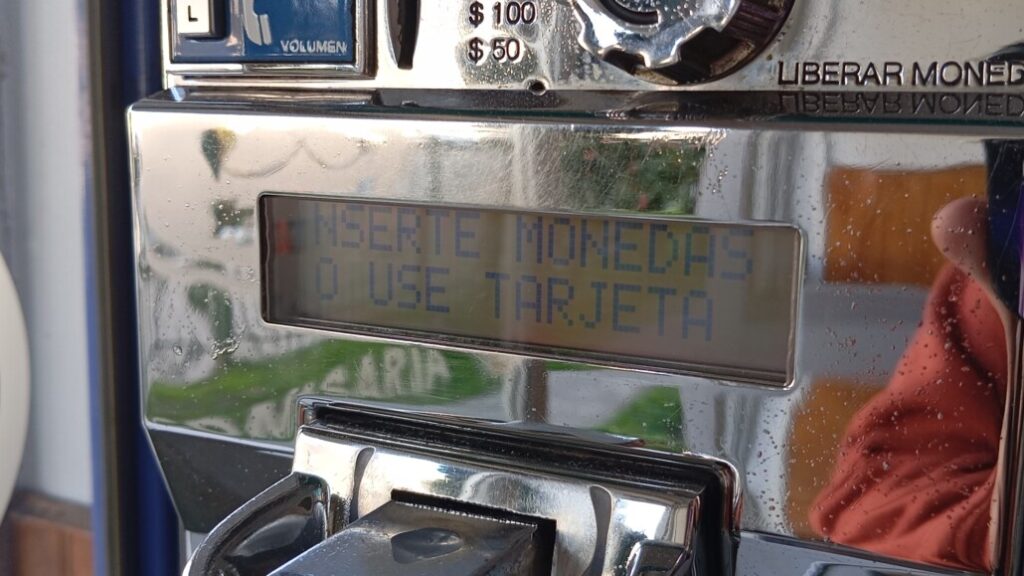 L
VOLUMEN
$ 100
$ 50
LIBERAR MONED
NSERTE MONEDAS
O USE TARJETA